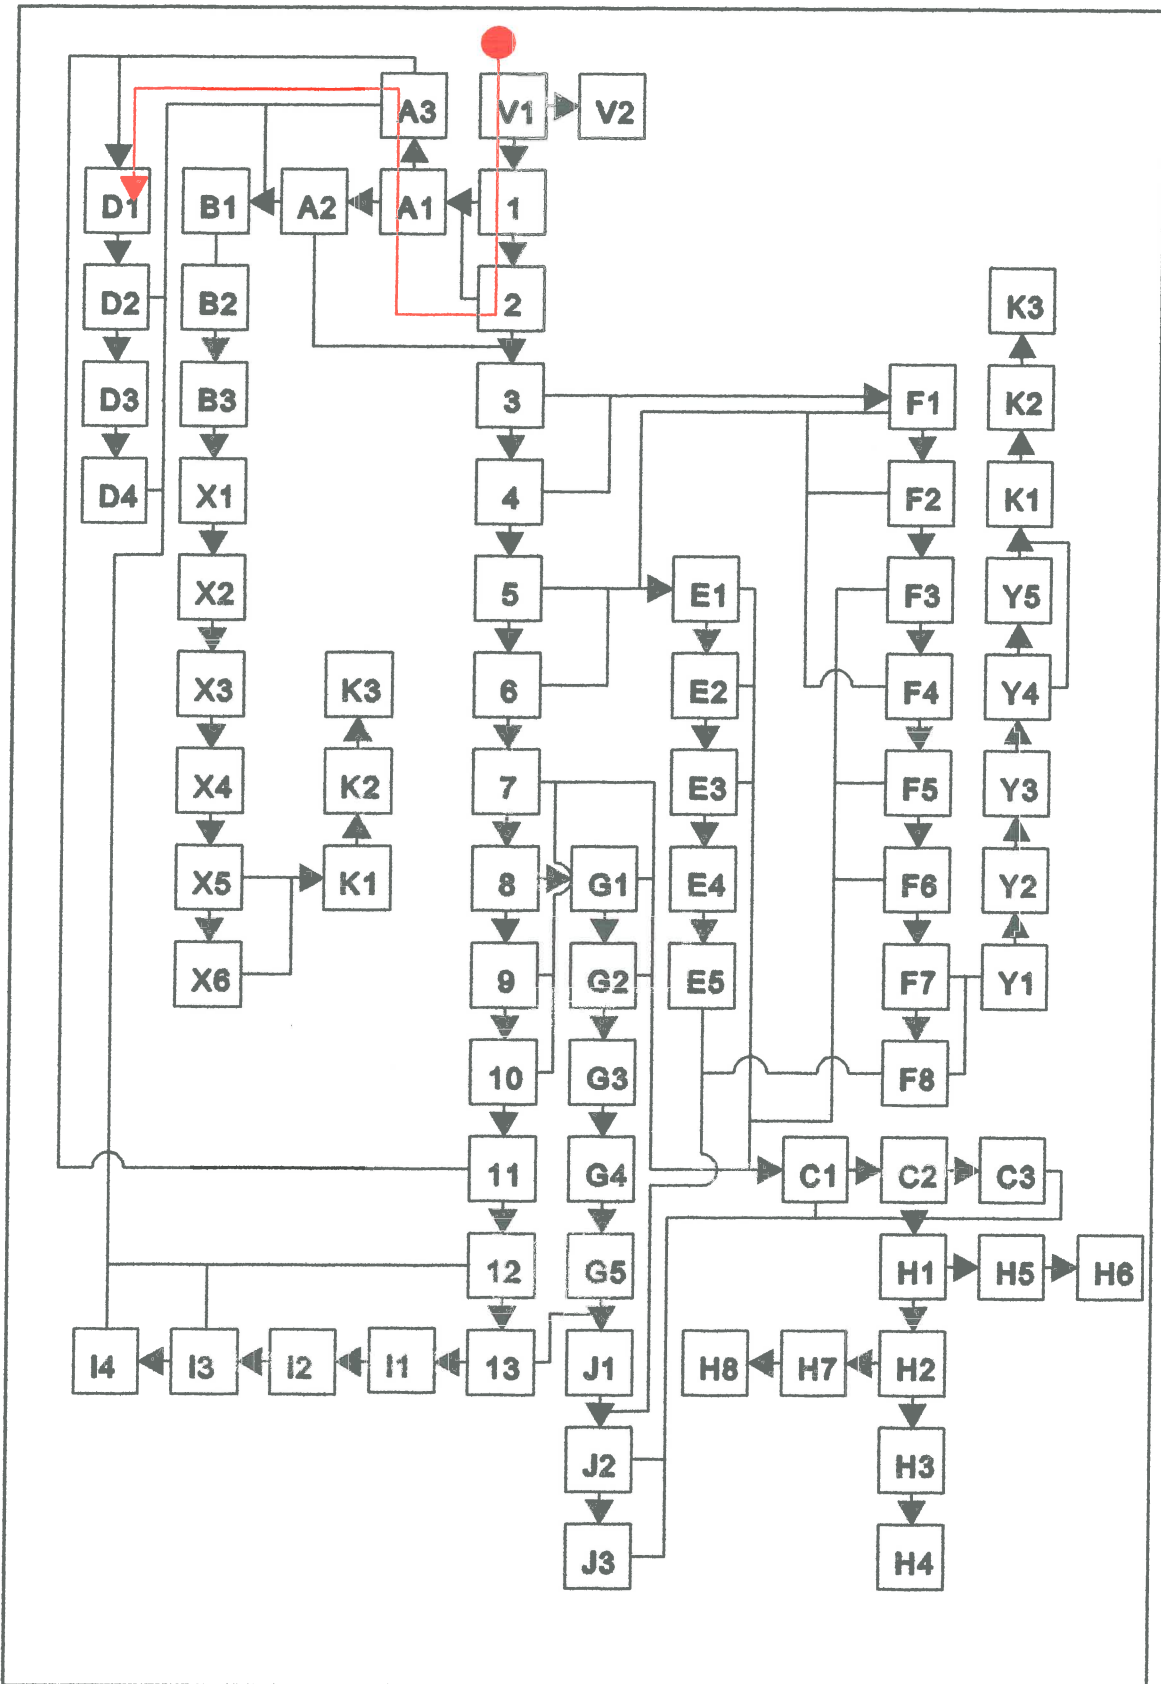 A3 V1 V2
D1 B1 A2 A1 1
D2 B2 2 K3
D3 B3 3 F1 K2
D4 X1 4 F2 K1
X2 5 E1 F3 Y5
X3 K3 6 E2 F4 Y4
X4 K2 7 E3 F5 Y3
X5 K1 8 G1 E4 F6 Y2
X6 9 G2 E5 F7 Y1
10 G3 F8
11 G4 C1 C2 C3
12 G5 H1 H5 H6
I4 I3 I2 I1 13 J1 H8 H7 H2
J2 H3
J3 H4